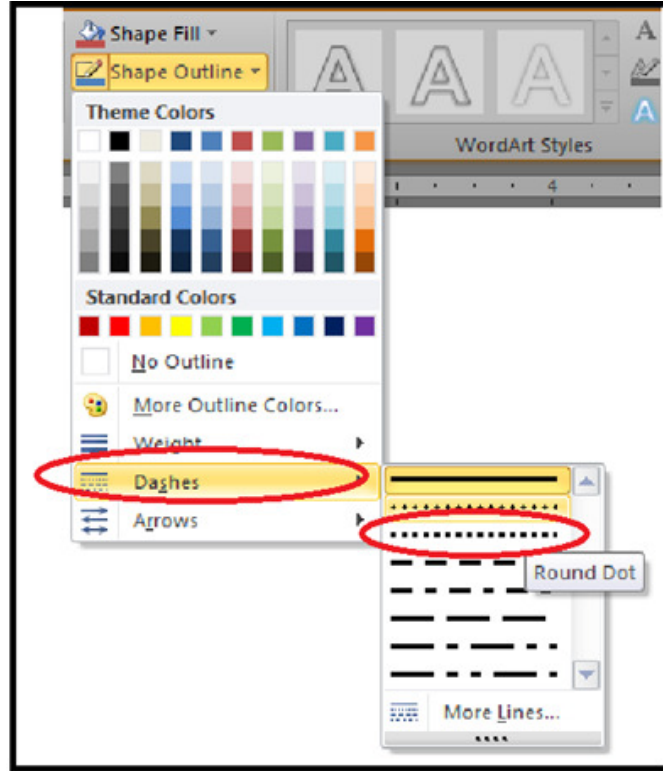 Shape Fill
Shape Outline
Theme Colors
WordArt Styles
4
Standard Colors
No Outline
More Outline Colors...
Weight
Dashes
Arrows
Round Dot
More Lines...